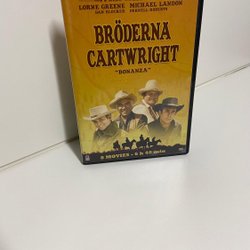 LORNE GREENE MICHAEL LANDON
DAN BLOCKER PERNELL ROBERTS
BRÖDERNA
CARTWRIGHT
"BONANZA"